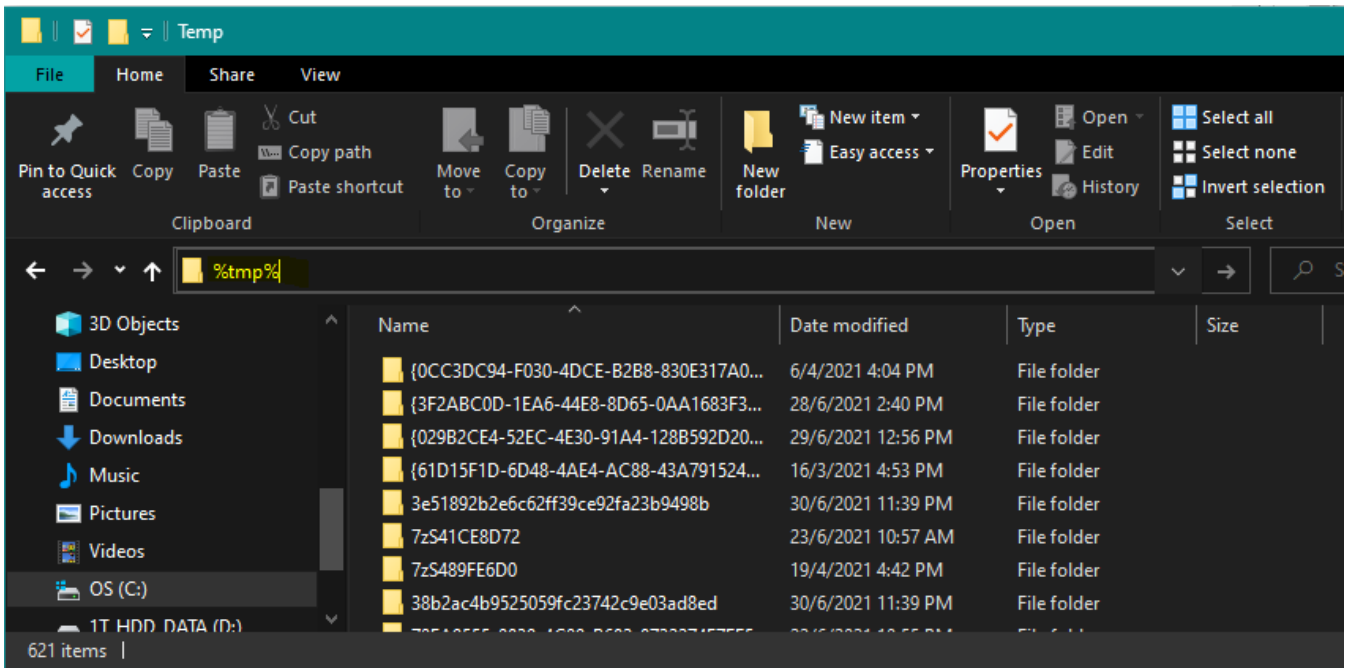 Temp
File Home Share View
Pin to Quick access
Copy
Paste
Cut
Copy path
Paste shortcut
Move to
Copy to
Delete
Rename
New folder
New item
Easy access
Properties
Open
Edit
History
Select all
Select none
Invert selection
Clipboard Organize New Open Select
%tmp%
3D Objects
Desktop
Documents
Downloads
Music
Pictures
Videos
OS (C:)
1T_HDD_DATA (D:)
Name Date modified Type Size
{0CC3DC94-F030-4DCE-B2B8-830E317A0... 6/4/2021 4:04 PM File folder
{3F2ABC0D-1EA6-44E8-8D65-0AA1683F3... 28/6/2021 2:40 PM File folder
{029B2CE4-52EC-4E30-91A4-128B592D20... 29/6/2021 12:56 PM File folder
{61D15F1D-6D48-4AE4-AC88-43A791524... 16/3/2021 4:53 PM File folder
3e51892b2e6c62ff39ce92fa23b9498b 30/6/2021 11:39 PM File folder
7zS41CE8D72 23/6/2021 10:57 AM File folder
7zS489FE6D0 19/4/2021 4:42 PM File folder
38b2ac4b9525059fc23742c9e03ad8ed 30/6/2021 11:39 PM File folder
621 items